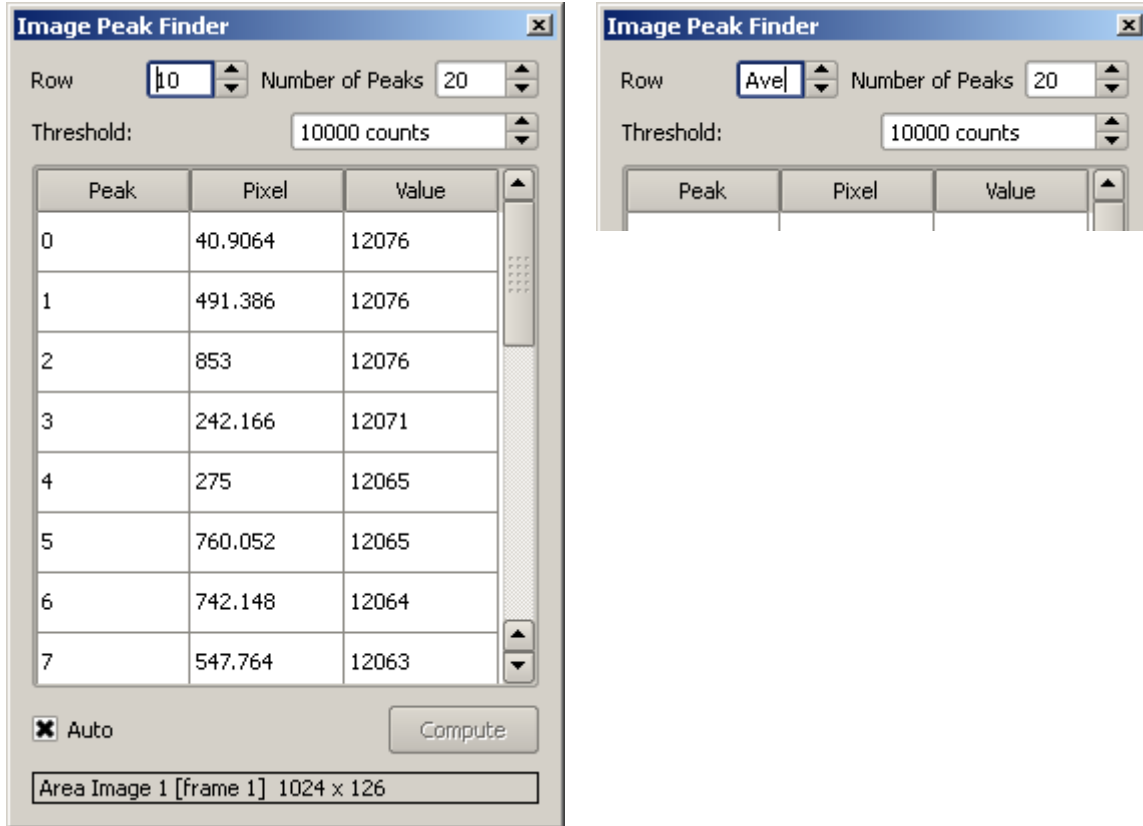 Image Peak Finder
Row 10 Number of Peaks 20
Threshold: 10000 counts
Peak Pixel Value
0 40.9064 12076
1 491.386 12076
2 853 12076
3 242.166 12071
4 275 12065
5 760.052 12065
6 742.148 12064
7 547.764 12063
Auto Compute
Area Image 1 [frame 1] 1024 x 126
Image Peak Finder
Row Ave Number of Peaks 20
Threshold: 10000 counts
Peak Pixel Value